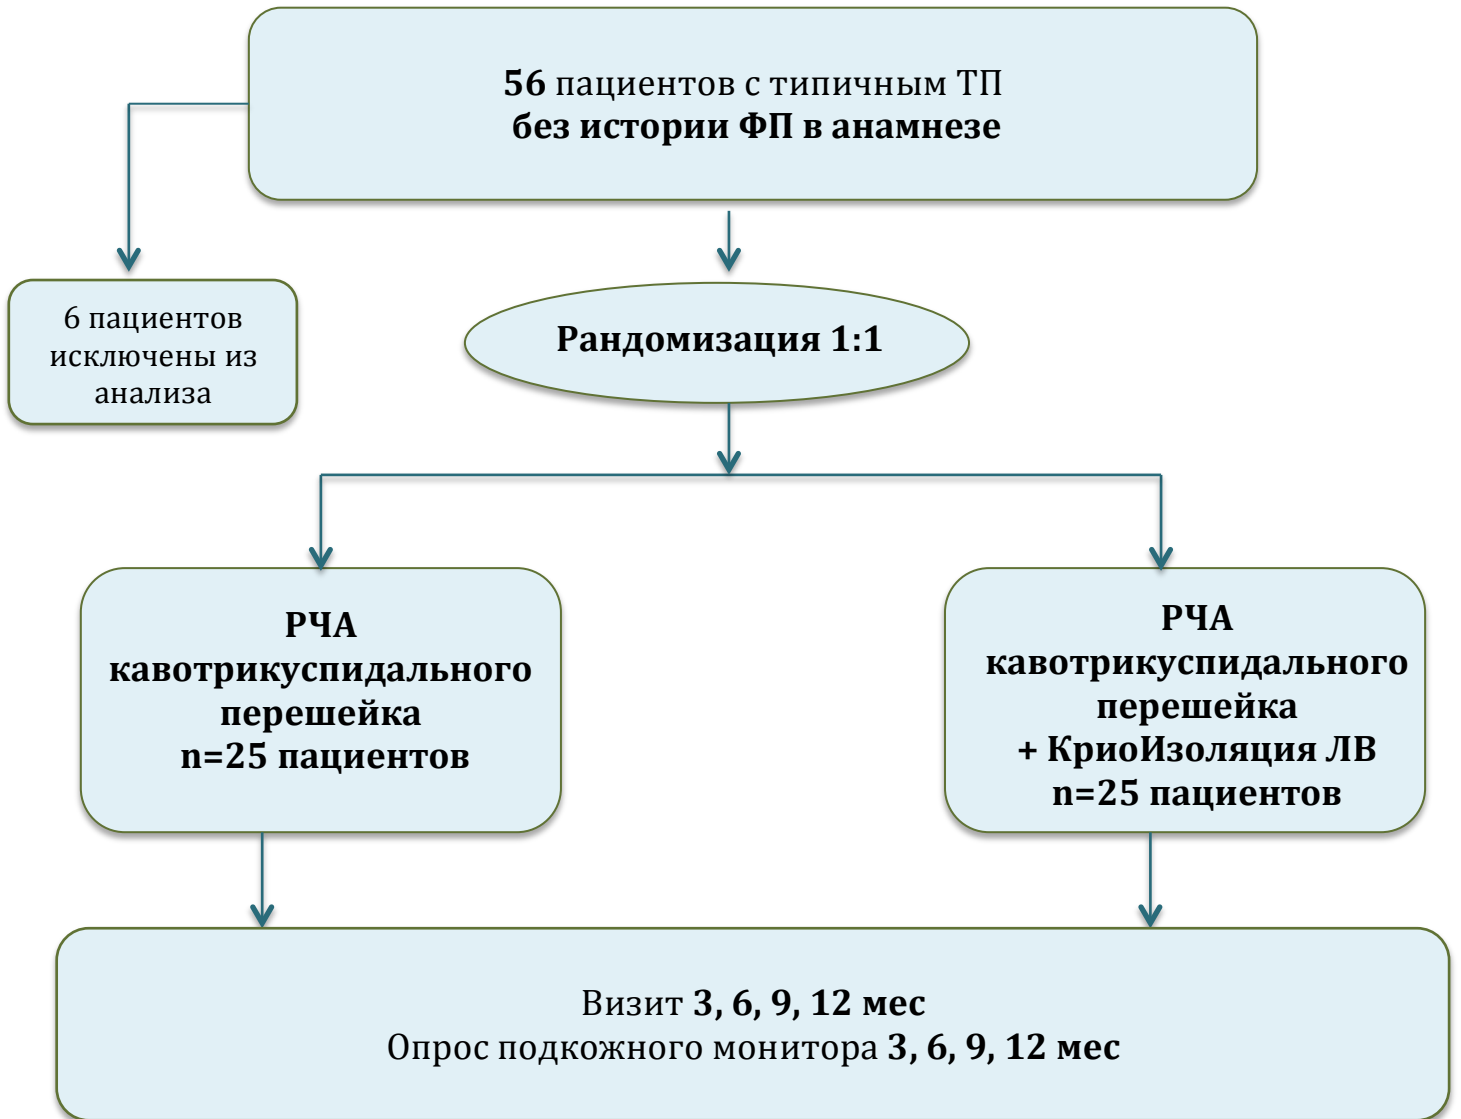 56 пациентов с типичным ТП
без истории ФП в анамнезе
6 пациентов
исключены из
анализа
Рандомизация 1:1
РЧА
кавотрикуспидального
перешейка
n=25 пациентов
РЧА
кавотрикуспидального
перешейка
+ КриоИзоляция ЛВ
n=25 пациентов
Визит 3, 6, 9, 12 мес
Опрос подкожного монитора 3, 6, 9, 12 мес